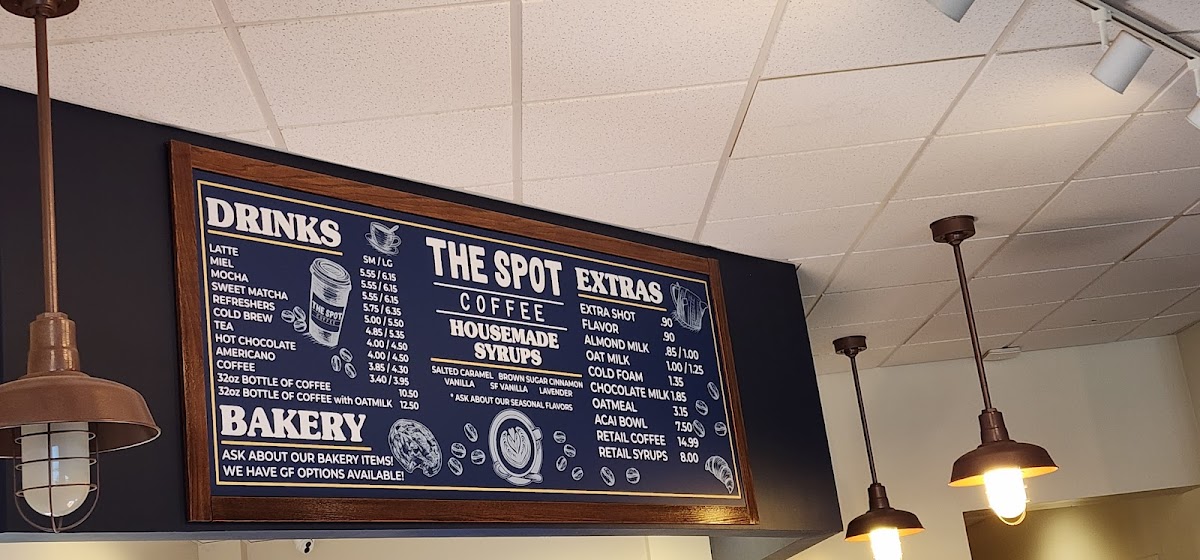 DRINKS
SM / LG
LATTE 5.55 / 6.15
MIEL 5.55 / 6.15
MOCHA 5.55 / 6.15
SWEET MATCHA 5.75 / 6.35
REFRESHERS 5.00 / 5.50
COLD BREW 4.85 / 5.35
TEA 4.00 / 4.50
HOT CHOCOLATE 4.00 / 4.50
AMERICANO 3.85 / 4.30
COFFEE 3.40 / 3.95
32oz BOTTLE OF COFFEE 10.50
32oz BOTTLE OF COFFEE with OATMILK 12.50
THE SPOT
COFFEE
BAKERY
ASK ABOUT OUR BAKERY ITEMS!
WE HAVE GF OPTIONS AVAILABLE!
THE SPOT
COFFEE
HOUSEMADE
SYRUPS
SALTED CARAMEL BROWN SUGAR CINNAMON
VANILLA SF VANILLA LAVENDER
* ASK ABOUT OUR SEASONAL FLAVORS
EXTRAS
EXTRA SHOT .90
FLAVOR .90
ALMOND MILK .85 / 1.00
OAT MILK 1.00 / 1.25
COLD FOAM 1.35
CHOCOLATE MILK 1.85
OATMEAL 3.15
ACAI BOWL 7.50
RETAIL COFFEE 14.99
RETAIL SYRUPS 8.00